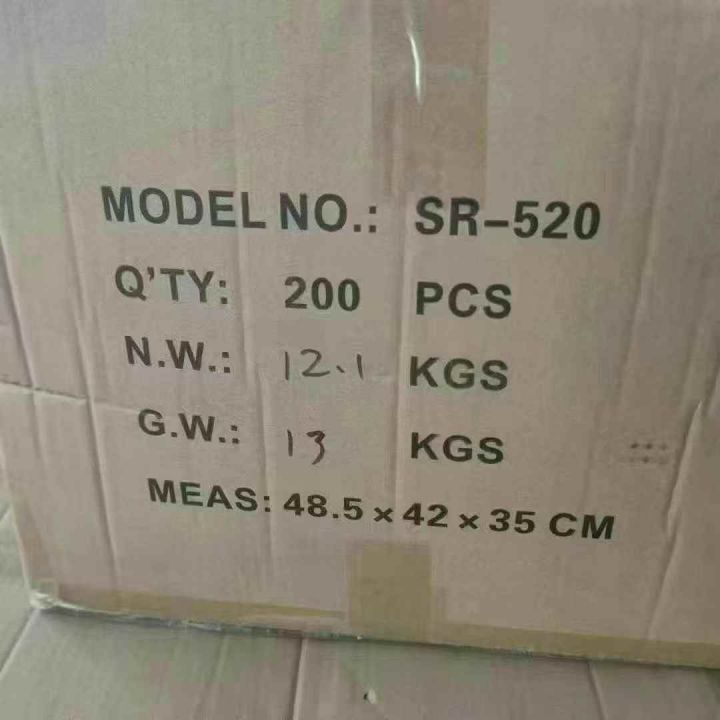 MODEL NO.: SR-520
Q'TY: 200 PCS
N.W.: 12.1 KGS
G.W.: 13 KGS
MEAS: 48.5 × 42 × 35 CM